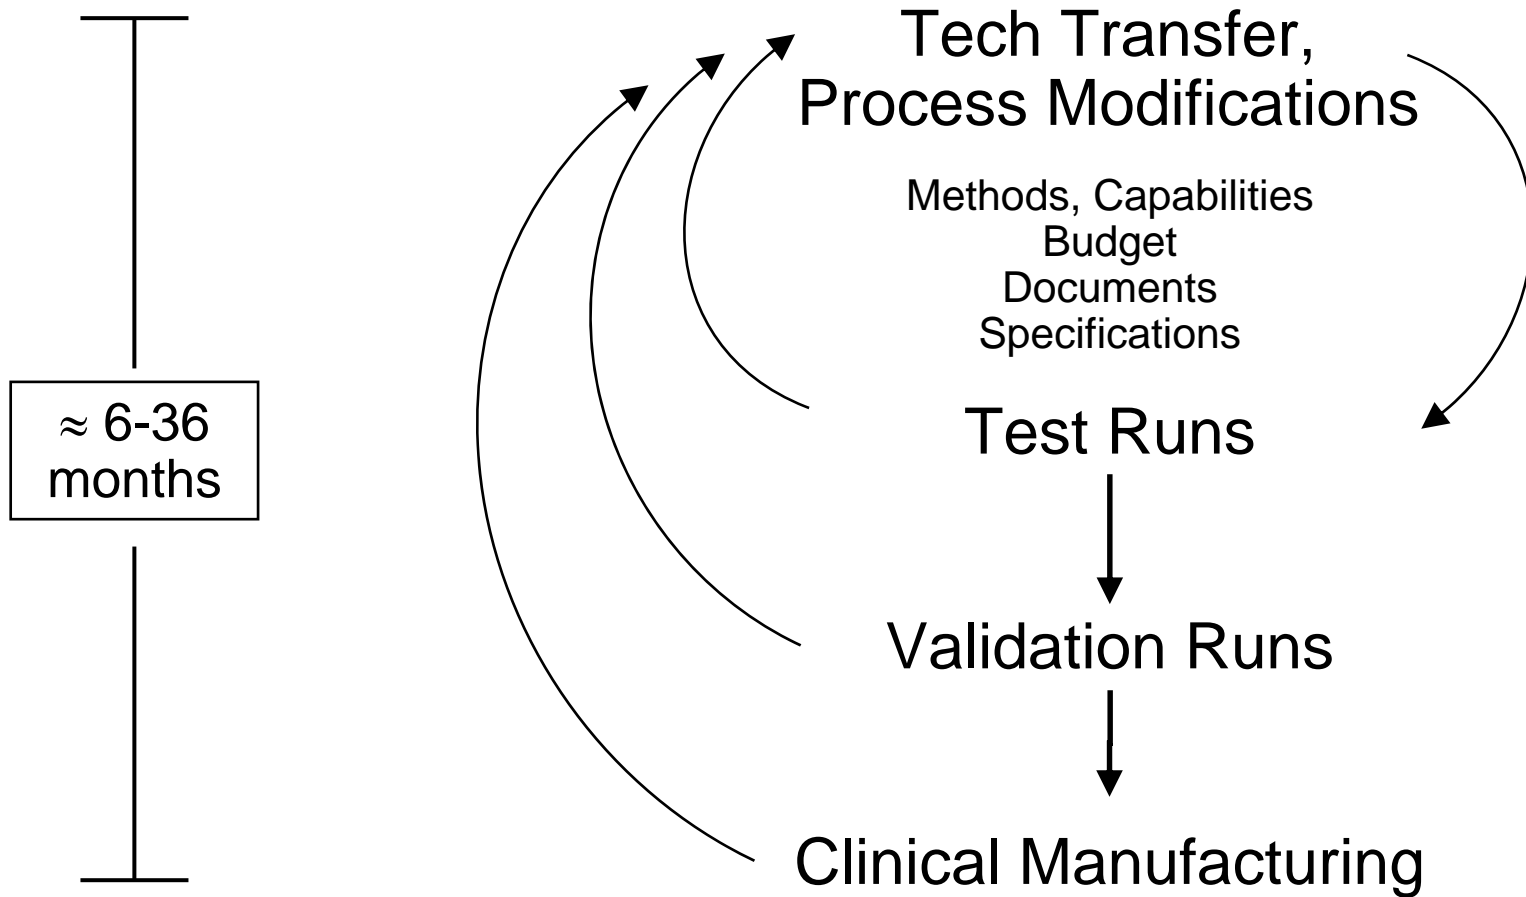 Tech Transfer,
Process Modifications
Methods, Capabilities
Budget
Documents
Specifications
≈ 6-36
months
Test Runs
Validation Runs
Clinical Manufacturing